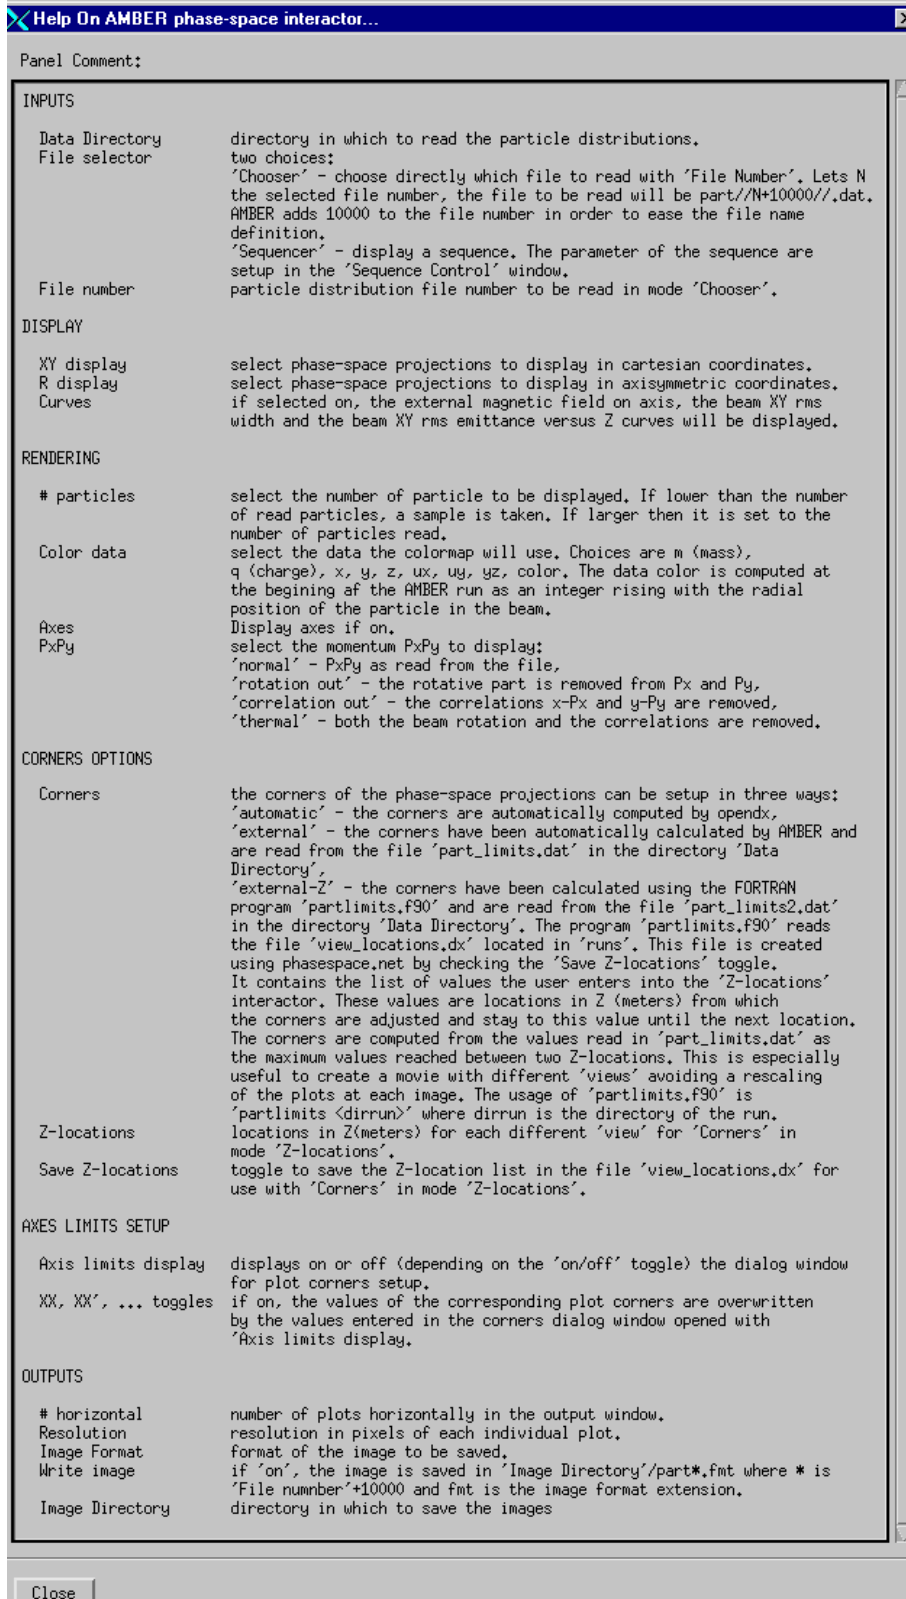 Help On AMBER phase-space interactor...
Panel Comment:
INPUTS
Data Directory directory in which to read the particle distributions.
File selector two choices:
'Chooser' - choose directly which file to read with 'File Number'. Lets N
the selected file number, the file to be read will be part//N+10000//.dat.
AMBER adds 10000 to the file number in order to ease the file name
definition.
'Sequencer' - display a sequence. The parameter of the sequence are
setup in the 'Sequence Control' window.
File number particle distribution file number to be read in mode 'Chooser'.
DISPLAY
XY display select phase-space projections to display in cartesian coordinates.
R display select phase-space projections to display in axisymmetric coordinates.
Curves if selected on, the external magnetic field on axis, the beam XY rms
width and the beam XY rms emittance versus Z curves will be displayed.
RENDERING
# particles select the number of particle to be displayed. If lower than the number
of read particles, a sample is taken. If larger then it is set to the
number of particles read.
Color data select the data the colormap will use. Choices are m (mass),
q (charge), x, y, z, ux, uy, yz, color. The data color is computed at
the begining af the AMBER run as an integer rising with the radial
position of the particle in the beam.
Axes Display axes if on.
PxPy select the momentum PxPy to display:
'normal' - PxPy as read from the file,
'rotation out' - the rotative part is removed from Px and Py,
'correlation out' - the correlations x-Px and y-Py are removed,
'thermal' - both the beam rotation and the correlations are removed.
CORNERS OPTIONS
Corners the corners of the phase-space projections can be setup in three ways:
'automatic' - the corners are automatically computed by opendx,
'external' - the corners have been automatically calculated by AMBER and
are read from the file 'part_limits.dat' in the directory 'Data
Directory',
'external-Z' - the corners have been calculated using the FORTRAN
program 'partlimits.f90' and are read from the file 'part_limits2.dat'
in the directory 'Data Directory'. The program 'partlimits.f90' reads
the file 'view_locations.dx' located in 'runs'. This file is created
using phasespace.net by checking the 'Save Z-locations' toggle.
It contains the list of values the user enters into the 'Z-locations'
interactor. These values are locations in Z (meters) from which
the corners are adjusted and stay to this value until the next location.
The corners are computed from the values read in 'part_limits.dat' as
the maximum values reached between two Z-locations. This is especially
useful to create a movie with different 'views' avoiding a rescaling
of the plots at each image. The usage of 'partlimits.f90' is
'partlimits <dirrun>' where dirrun is the directory of the run.
Z-locations locations in Z(meters) for each different 'view' for 'Corners' in
mode 'Z-locations'.
Save Z-locations toggle to save the Z-location list in the file 'view_locations.dx' for
use with 'Corners' in mode 'Z-locations'.
AXES LIMITS SETUP
Axis limits display displays on or off (depending on the 'on/off' toggle) the dialog window
for plot corners setup.
XX, XX', ... toggles if on, the values of the corresponding plot corners are overwritten
by the values entered in the corners dialog window opened with
'Axis limits display.
OUTPUTS
# horizontal number of plots horizontally in the output window.
Resolution resolution in pixels of each individual plot.
Image Format format of the image to be saved.
Write image if 'on', the image is saved in 'Image Directory'/part*.fmt where * is
'File numnber'+10000 and fmt is the image format extension.
Image Directory directory in which to save the images
Close